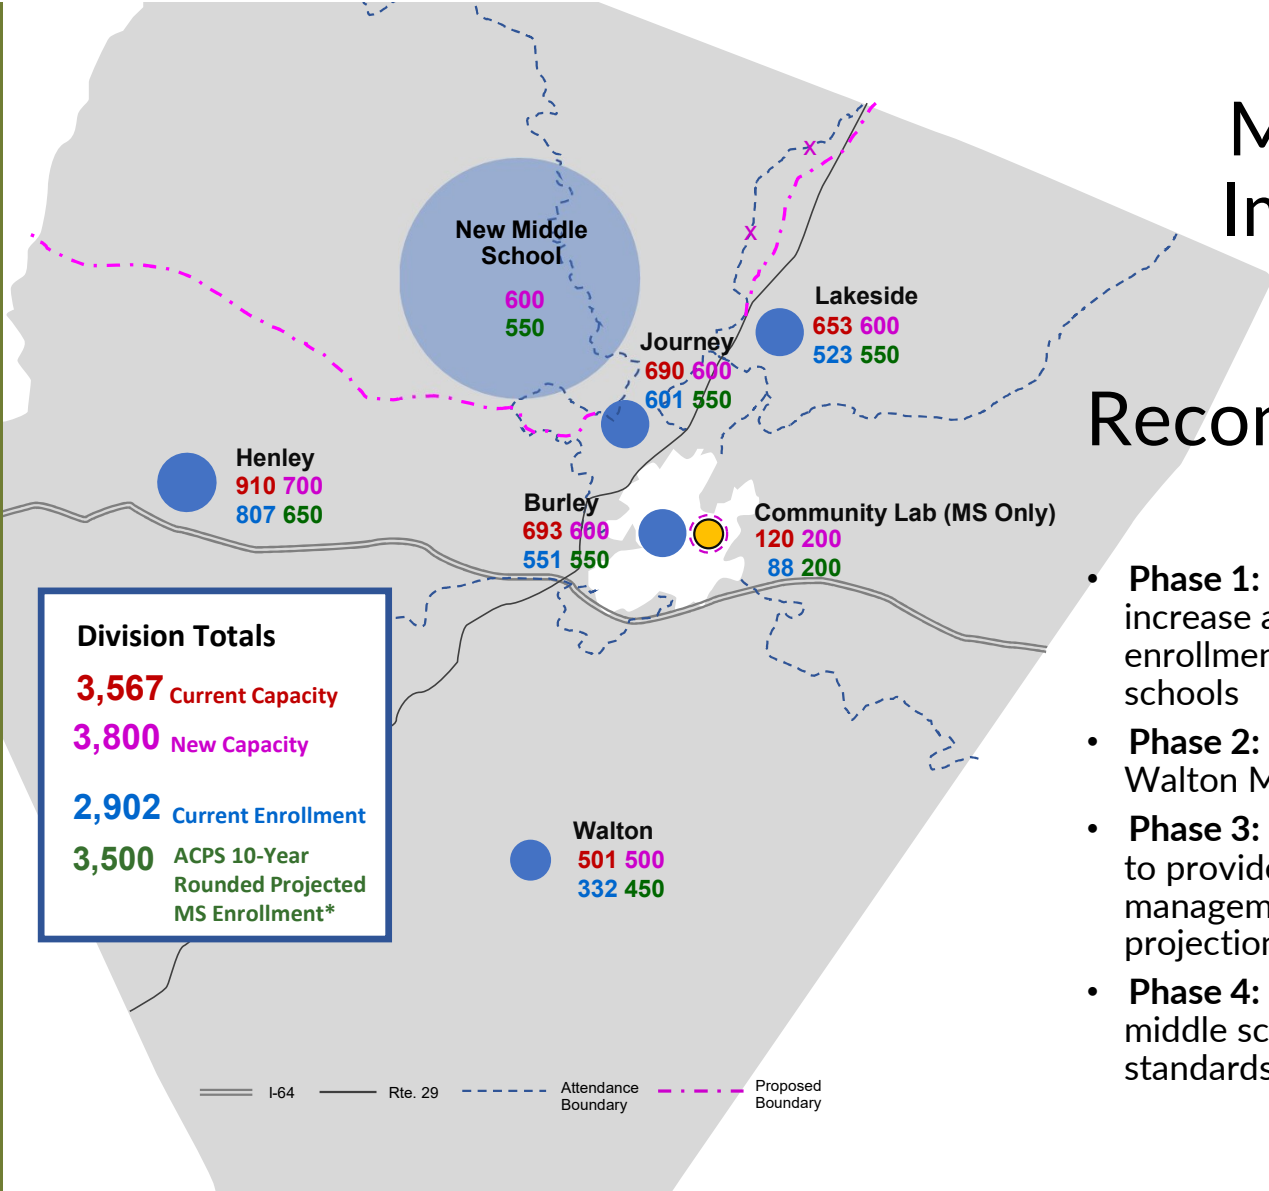 New Middle
School
600
550
X
X
Lakeside
653 600
523 550
Journey
690 600
601 550
Henley
910 700
807 650
Burley
693 600
551 550
Community Lab (MS Only)
120 200
88 200
Division Totals
3,567 Current Capacity
3,800 New Capacity
2,902 Current Enrollment
3,500 ACPS 10-Year
Rounded Projected
MS Enrollment*
Walton
501 500
332 450
I-64
Rte. 29
Attendance
Boundary
Proposed
Boundary
• Phase 1:
increase
enrollmen
schools
• Phase 2:
Walton M
• Phase 3:
to provide
managem
projection
• Phase 4:
middle sc
standards